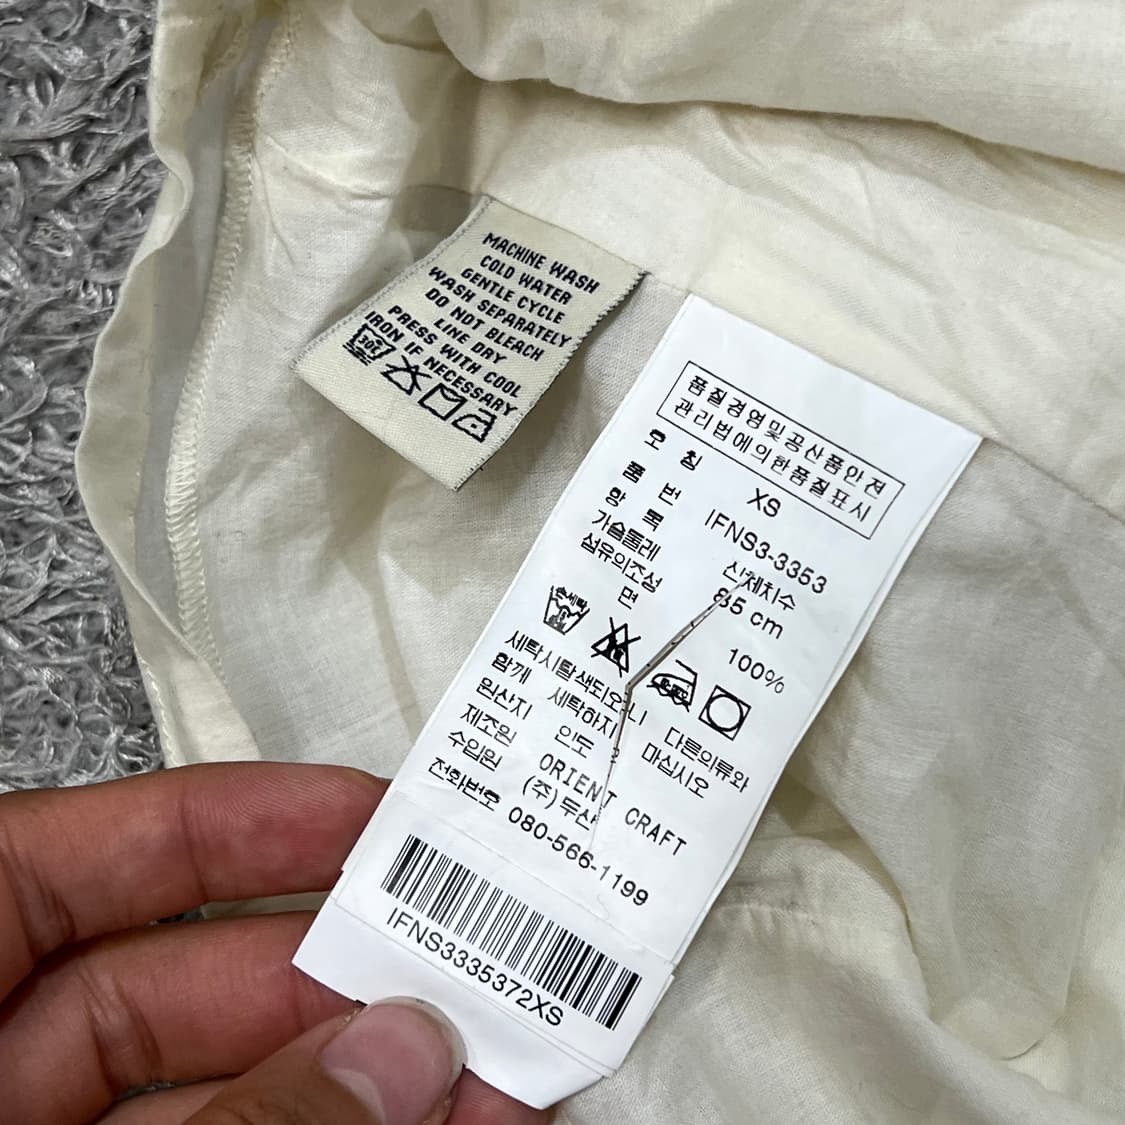 MACHINE WASH
COLD WATER
GENTLE CYCLE
WASH SEPARATELY
DO NOT BLEACH
LINE DRY
PRESS WITH COOL
IRON IF NECESSARY
30
품질경영및공산품안전
관리법에의한품질표시
호 칭 XS
품 번 IFNS3-3353
항 목 신체치수
가슴둘레 85 cm
섬유의조성
면 100%
손세탁
세탁시탈색되오니 다른의류와
함께 세탁하지 마십시오
원산지 인도
제조원 ORIENT CRAFT
수입원 (주)두산
전화번호 080-566-1199
IFNS3335372XS